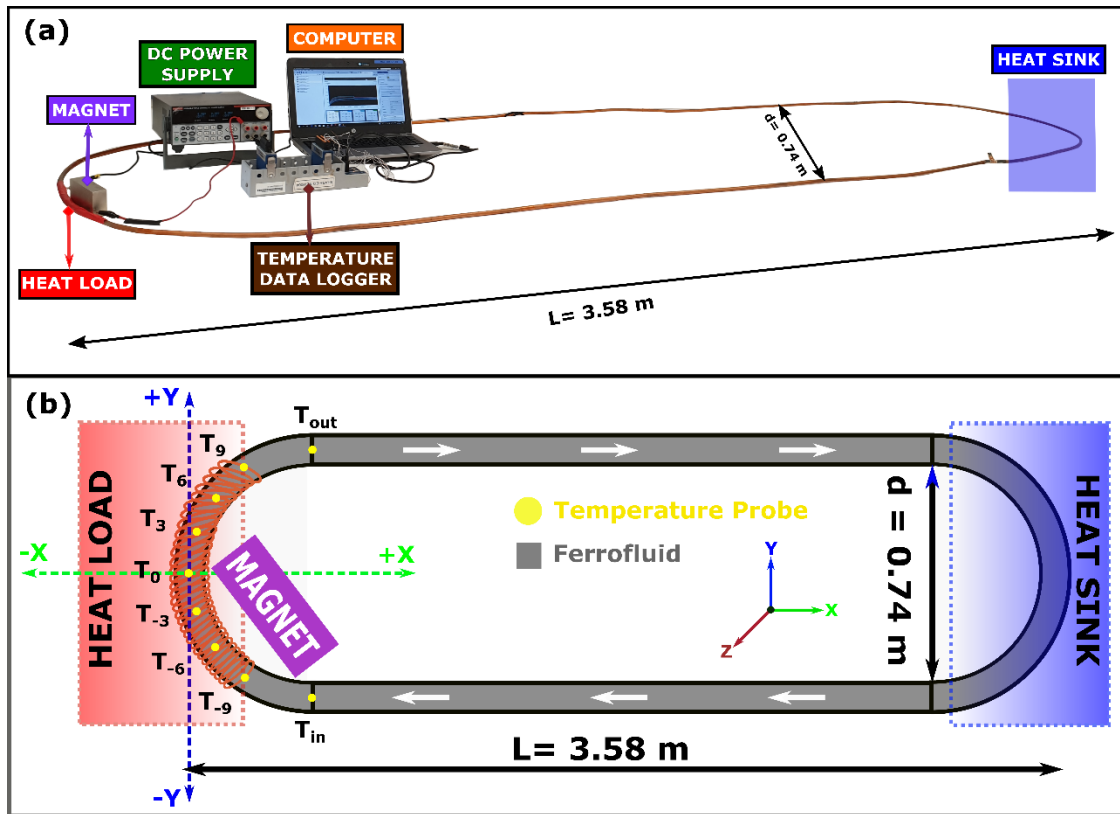 (a)
COMPUTER
DC POWER
SUPPLY
HEAT SINK
MAGNET
d= 0.74 m
HEAT LOAD
TEMPERATURE
DATA LOGGER
L= 3.58 m
(b)
+Y
Tout
T9
T6
T3
T0
T-3
T-6
T-9
Tin
-X
+X
-Y
HEAT LOAD
MAGNET
Temperature Probe
Ferrofluid
Y
X
Z
d = 0.74 m
HEAT SINK
L= 3.58 m